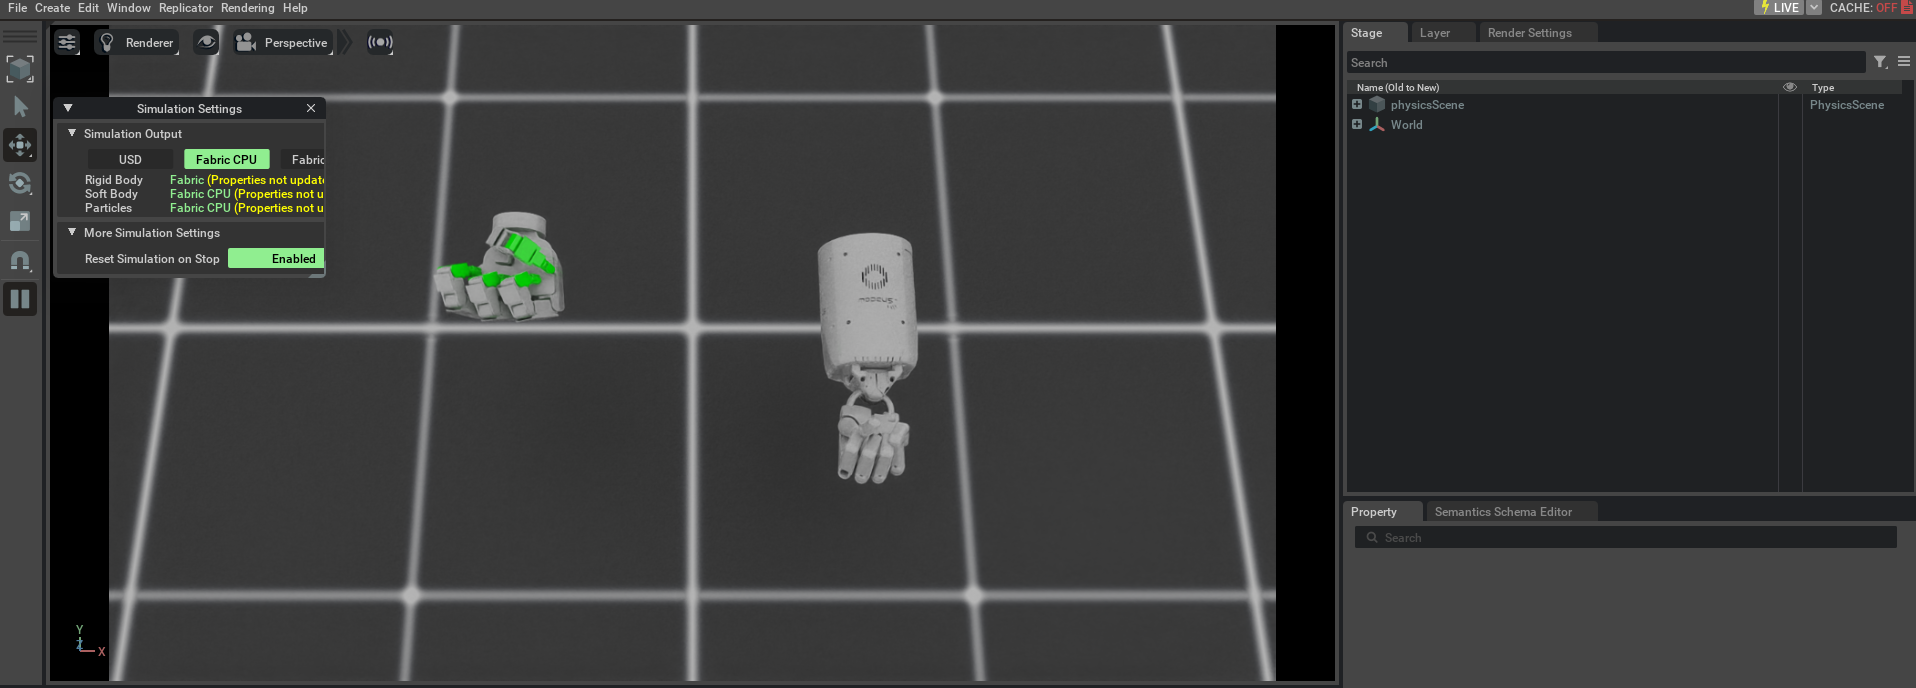 File Create Edit Window Replicator Rendering Help
LIVE CACHE: OFF
Renderer Perspective
Simulation Settings
Simulation Output
USD Fabric CPU Fabric
Rigid Body Fabric (Properties not update
Soft Body Fabric CPU (Properties not u
Particles Fabric CPU (Properties not u
More Simulation Settings
Reset Simulation on Stop Enabled
Y
Z
X
Stage Layer Render Settings
Search
Name (Old to New) Type
physicsScene PhysicsScene
World
Property Semantics Schema Editor
Search